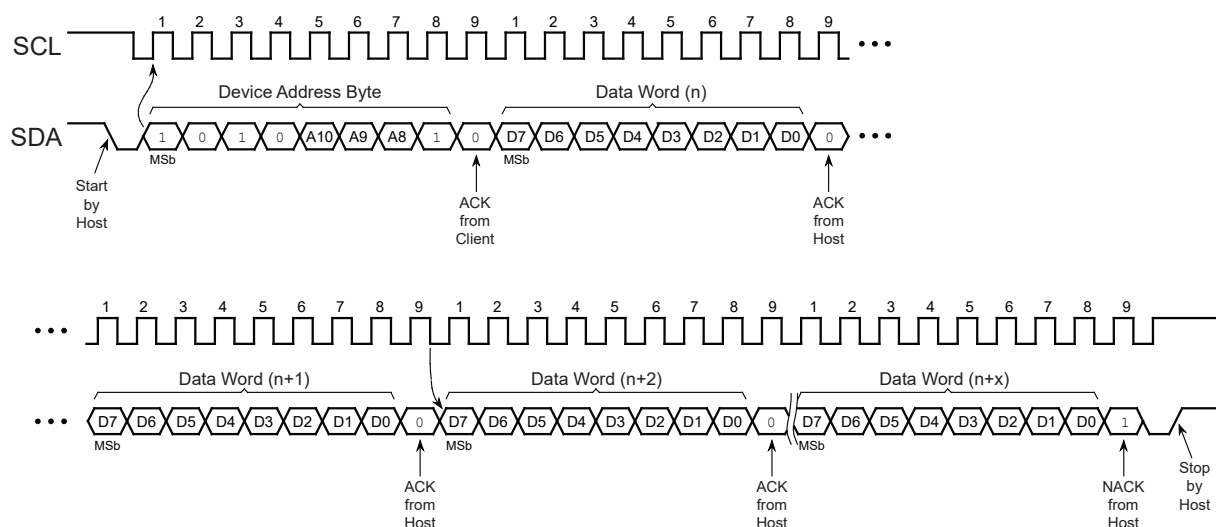 1 2 3 4 5 6 7 8 9 1 2 3 4 5 6 7 8 9
SCL
Device Address Byte Data Word (n)
SDA 1 0 1 0 A10 A9 A8 1 0 D7 D6 D5 D4 D3 D2 D1 D0 0
MSb MSb
Start
by
Host
ACK
from
Client
ACK
from
Host
1 2 3 4 5 6 7 8 9 1 2 3 4 5 6 7 8 9 1 2 3 4 5 6 7 8 9
Data Word (n+1) Data Word (n+2) Data Word (n+x)
D7 D6 D5 D4 D3 D2 D1 D0 0 D7 D6 D5 D4 D3 D2 D1 D0 0 D7 D6 D5 D4 D3 D2 D1 D0 1
MSb MSb MSb
ACK
from
Host
ACK
from
Host
NACK
from
Host
Stop
by
Host